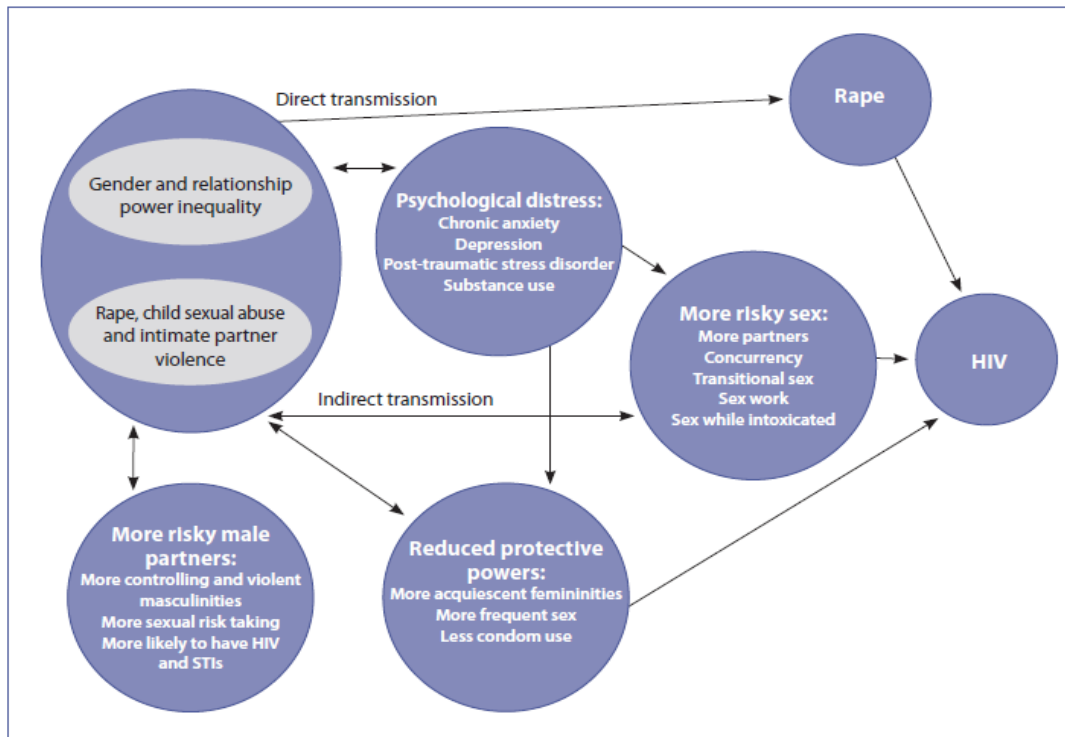 Direct transmission
Rape
Gender and relationship
power inequality
Psychological distress:
Chronic anxiety
Depression
Post-traumatic stress disorder
Substance use
Rape, child sexual abuse
and intimate partner
violence
More risky sex:
More partners
Concurrency
Transitional sex
Sex work
Sex while intoxicated
HIV
Indirect transmission
More risky male
partners:
More controlling and violent
masculinities
More sexual risk taking
More likely to have HIV
and STIs
Reduced protective
powers:
More acquiescent femininities
More frequent sex
Less condom use